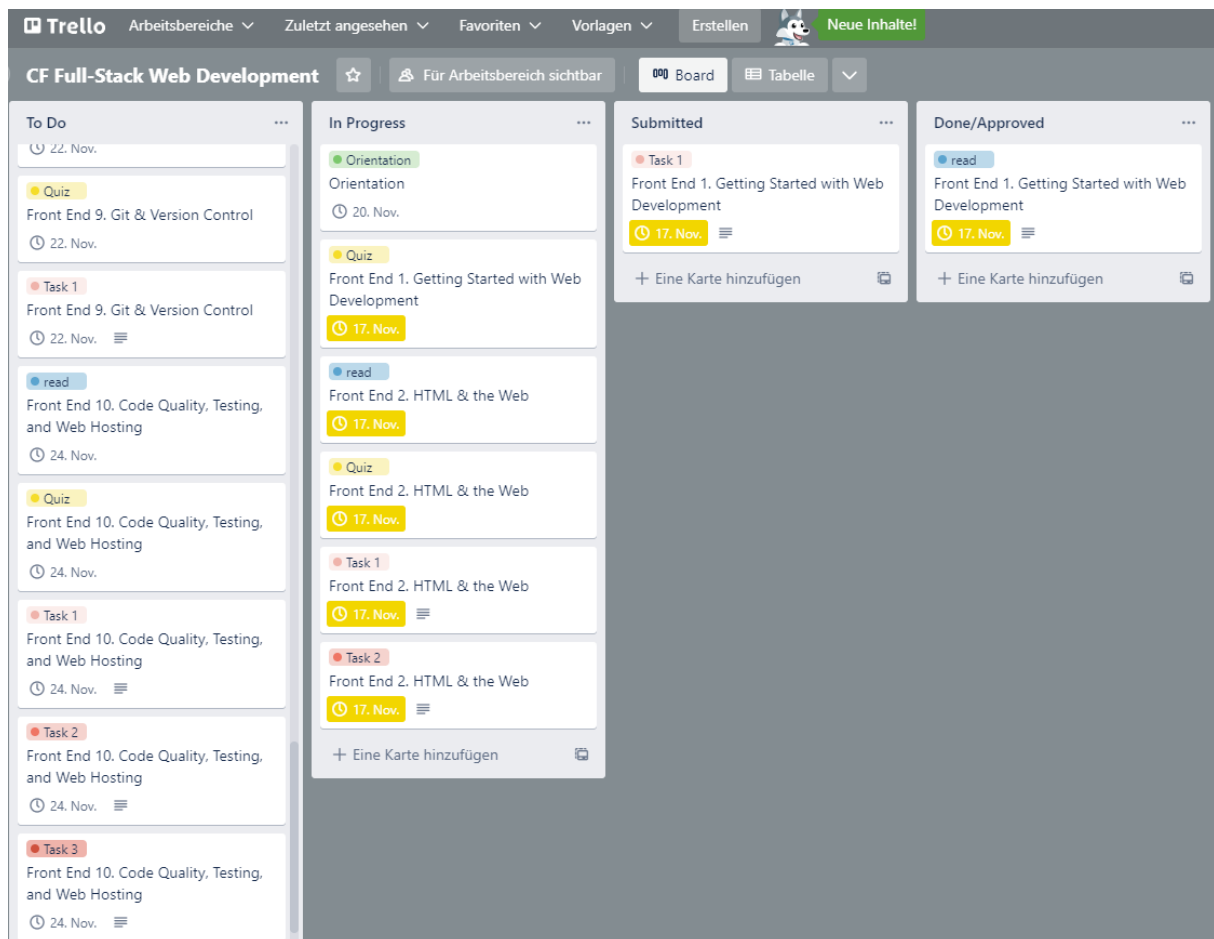 Trello Arbeitsbereiche Zuletzt angesehen Favoriten Vorlagen Erstellen Neue Inhalte!
CF Full-Stack Web Development Für Arbeitsbereich sichtbar Board Tabelle
To Do
22. Nov.
Quiz
Front End 9. Git & Version Control
22. Nov.
Task 1
Front End 9. Git & Version Control
22. Nov.
read
Front End 10. Code Quality, Testing,
and Web Hosting
24. Nov.
Quiz
Front End 10. Code Quality, Testing,
and Web Hosting
24. Nov.
Task 1
Front End 10. Code Quality, Testing,
and Web Hosting
24. Nov.
Task 2
Front End 10. Code Quality, Testing,
and Web Hosting
24. Nov.
Task 3
Front End 10. Code Quality, Testing,
and Web Hosting
24. Nov.
In Progress
Orientation
Orientation
20. Nov.
Quiz
Front End 1. Getting Started with Web
Development
17. Nov.
read
Front End 2. HTML & the Web
17. Nov.
Quiz
Front End 2. HTML & the Web
17. Nov.
Task 1
Front End 2. HTML & the Web
17. Nov.
Task 2
Front End 2. HTML & the Web
17. Nov.
+ Eine Karte hinzufügen
Submitted
Task 1
Front End 1. Getting Started with Web
Development
17. Nov.
+ Eine Karte hinzufügen
Done/Approved
read
Front End 1. Getting Started with Web
Development
17. Nov.
+ Eine Karte hinzufügen